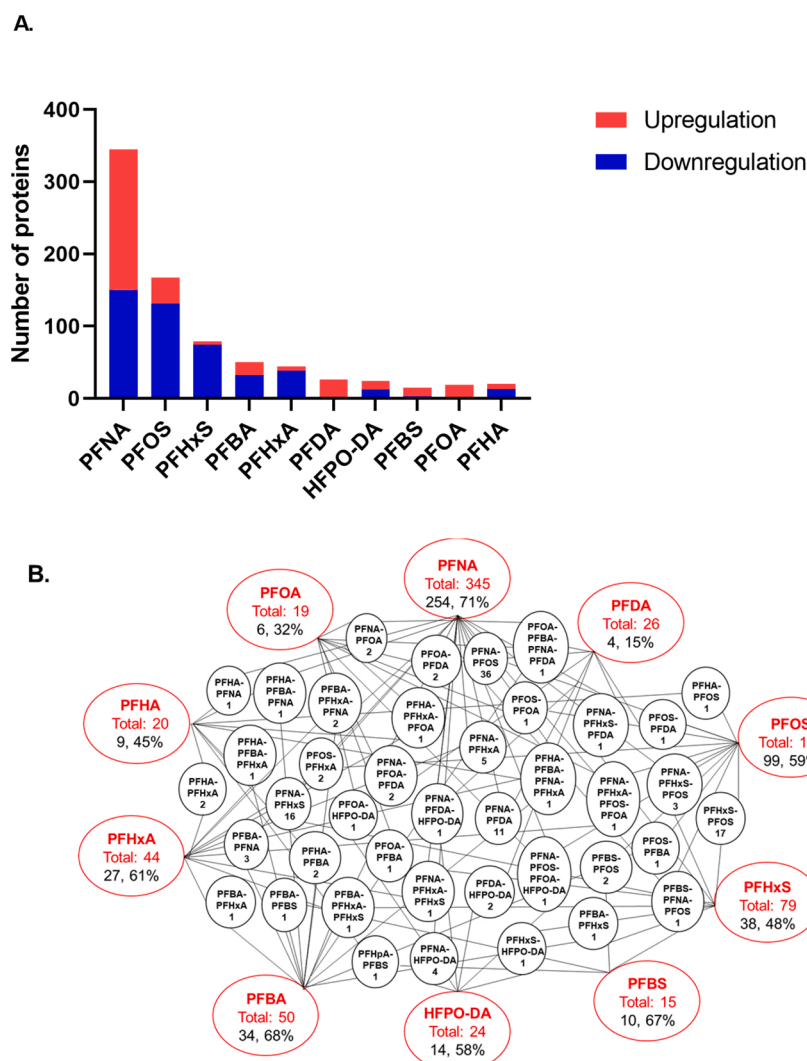 A.
400
300
200
100
0
Number of proteins
Upregulation
Downregulation
PFNA
PFOS
PFHxS
PFBA
PFHxA
PFDA
HFPO-DA
PFBS
PFOA
PFHA
B.
PFNA
Total: 345
254, 71%
PFOA
Total: 19
6, 32%
PFDA
Total: 26
4, 15%
PFHA
Total: 20
9, 45%
PFOS
Total: 1
99, 59%
PFHxA
Total: 44
27, 61%
PFHxS
Total: 79
38, 48%
PFBA
Total: 50
34, 68%
HFPO-DA
Total: 24
14, 58%
PFBS
Total: 15
10, 67%
PFNA-
PFOA
2
PFOA-
PFDA
2
PFNA-
PFOS
36
PFOA-
PFBA-
PFNA-
PFDA
1
PFHA-
PFNA
1
PFHA-
PFBA-
PFNA
1
PFBA-
PFHxA-
PFNA
2
PFHA-
PFHxA-
PFOA
1
PFOS-
PFOA
1
PFNA-
PFHxS-
PFDA
1
PFOS-
PFDA
1
PFHA-
PFOS
1
PFHA-
PFBA-
PFHxA
1
PFOS-
PFHxA
2
PFNA-
PFOA-
PFDA
2
PFNA-
PFHxA
5
PFHA-
PFBA-
PFNA-
PFHxA
1
PFNA-
PFHxA-
PFOS-
PFOA
1
PFNA-
PFHxS-
PFOS
3
PFHA-
PFHxA
2
PFNA-
PFHxS
16
PFOA-
HFPO-DA
1
PFNA-
PFDA-
HFPO-DA
1
PFNA-
PFDA
11
PFHxS-
PFOS
17
PFBA-
PFNA
3
PFHA-
PFBA
2
PFOA-
PFBA
1
PFNA-
PFOS-
PFOA-
HFPO-DA
1
PFBS-
PFOS
2
PFOS-
PFBA
1
PFBA-
PFHxA
1
PFBA-
PFBS
1
PFBA-
PFHxA-
PFHxS
1
PFNA-
PFHxA-
PFHxS
1
PFDA-
HFPO-DA
2
PFBA-
PFHxS
1
PFBS-
PFNA-
PFOS
1
PFHpA-
PFBS
1
PFNA-
HFPO-DA
4
PFHxS-
HFPO-DA
1